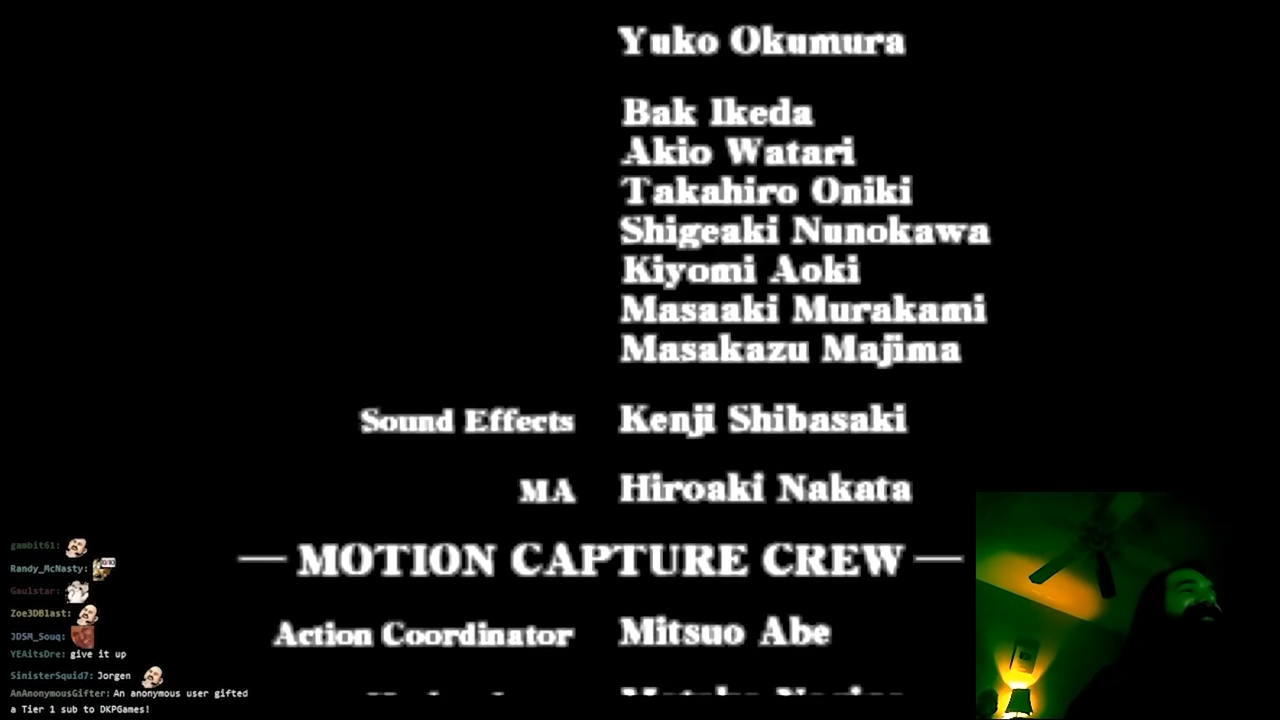 Yuko Okumura
Bak Ikeda
Akio Watari
Takahiro Oniki
Shigeaki Nunokawa
Kiyomi Aoki
Masaaki Murakami
Masakazu Majima
Sound Effects Kenji Shibasaki
MA Hiroaki Nakata
— MOTION CAPTURE CREW —
Action Coordinator Mitsuo Abe
gambit61:
Randy_McNasty:
Gaulstar:
Zoe3DBlast:
JDSM_Souq:
YEAitsDre: give it up
SinisterSquid7: Jorgen
AnAnonymousGifter: An anonymous user gifted
a Tier 1 sub to DKPGames!